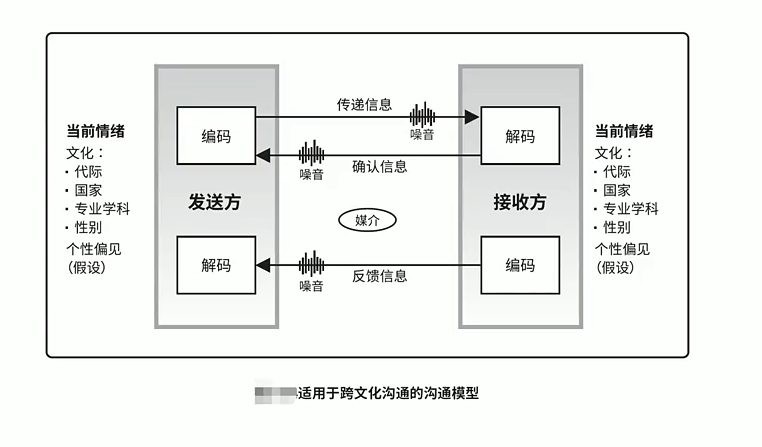 当前情绪
文化：
· 代际
· 国家
· 专业学科
· 性别
个性偏见
（假设）
编码
发送方
解码
传递信息
噪音
噪音
确认信息
媒介
噪音
反馈信息
解码
接收方
编码
当前情绪
文化：
· 代际
· 国家
· 专业学科
· 性别
个性偏见
（假设）
适用于跨文化沟通的沟通模型